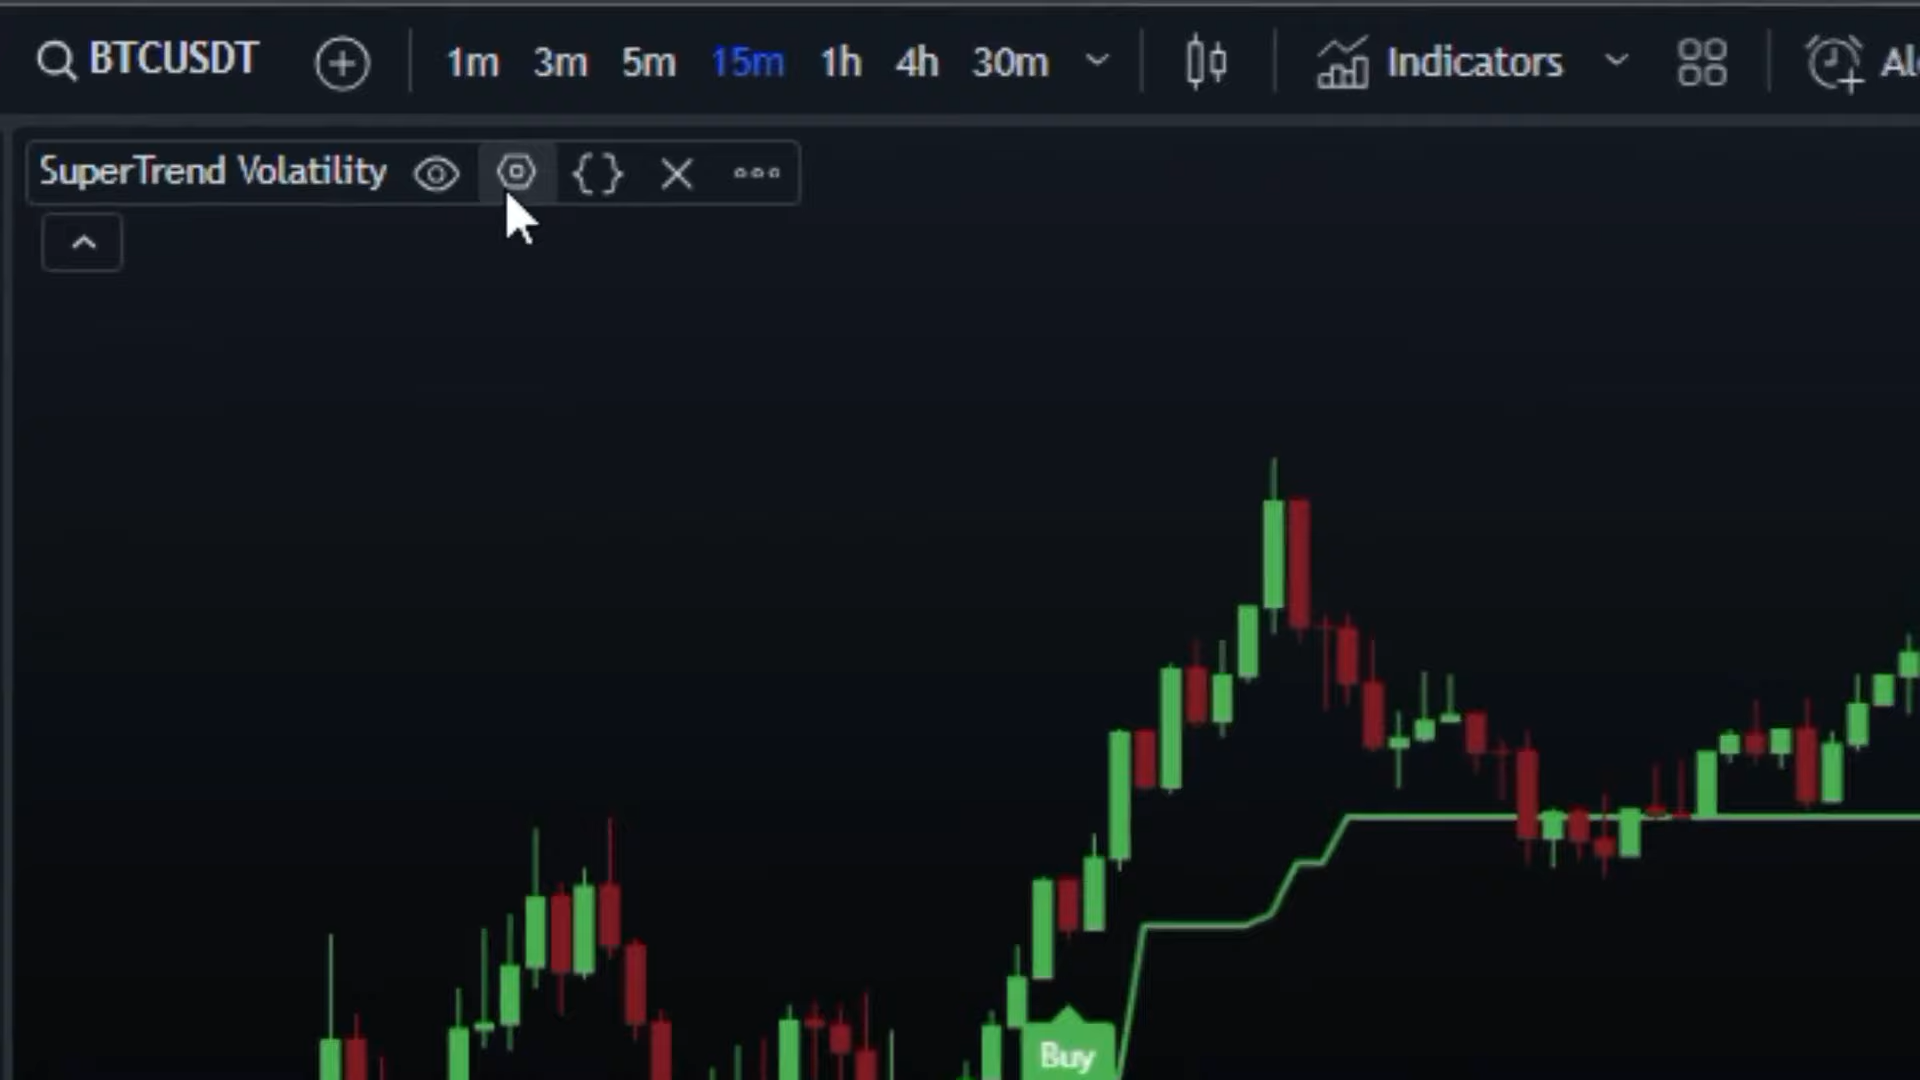 BTCUSDT 1m 3m 5m 15m 1h 4h 30m Indicators
SuperTrend Volatility
Buy